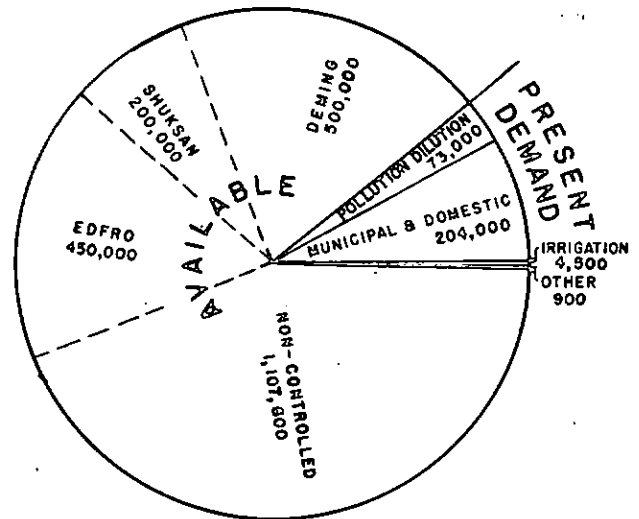 SHUKSAN
200,000
DEMING
500,000
EDFRO
450,000
AVAILABLE
POLLUTION DILUTION
73,000
PRESENT
DEMAND
MUNICIPAL & DOMESTIC
204,000
IRRIGATION
4,500
OTHER
900
NON-CONTROLLED
1,107,600